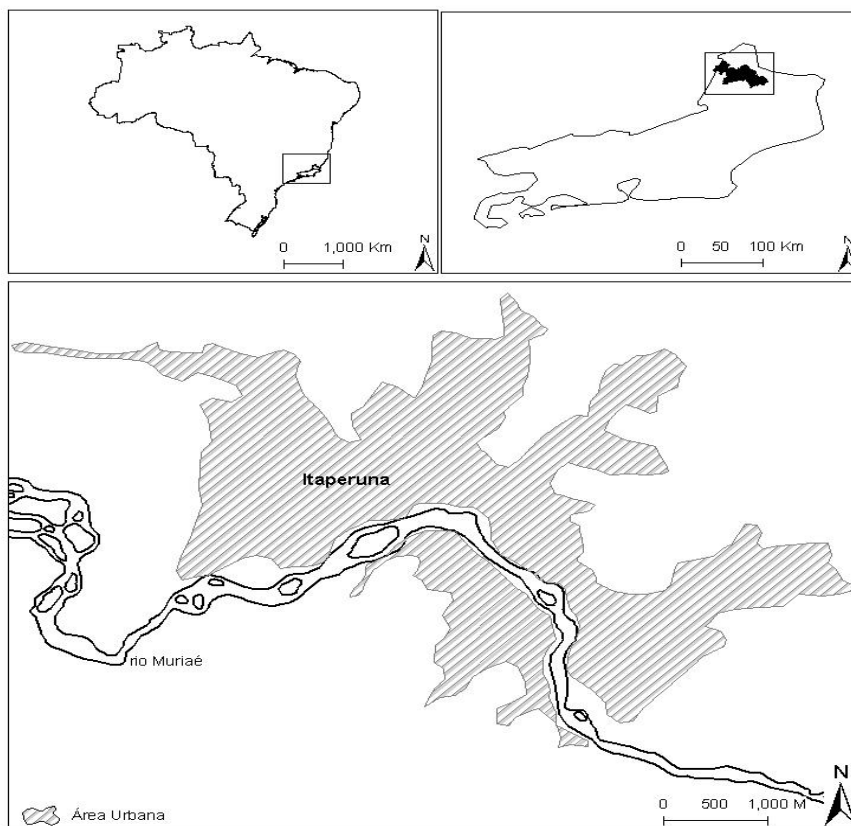 N
0 1,000 Km
N
0 50 100 Km
Itaperuna
rio Muriaé
N
Área Urbana
0 500 1,000 M